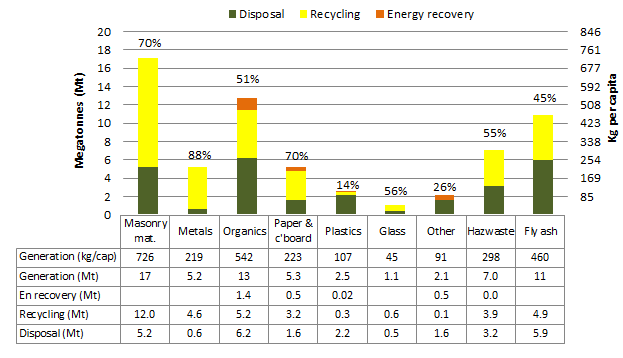 Disposal Recycling Energy recovery
20 846
18 761
16 677
14 592
12 508
10 423
8 338
6 254
4 169
2 85
0
Megatonnes (Mt)
Kg per capita
70% 88% 51% 70% 14% 56% 26% 55% 45%
Masonry mat. Metals Organics Paper & c'board Plastics Glass Other Hazwaste Fly ash
Generation (kg/cap) 726 219 542 223 107 45 91 298 460
Generation (Mt) 17 5.2 13 5.3 2.5 1.1 2.1 7.0 11
En recovery (Mt) 1.4 0.5 0.02 0.5 0.0
Recycling (Mt) 12.0 4.6 5.2 3.2 0.3 0.6 0.1 3.9 4.9
Disposal (Mt) 5.2 0.6 6.2 1.6 2.2 0.5 1.6 3.2 5.9